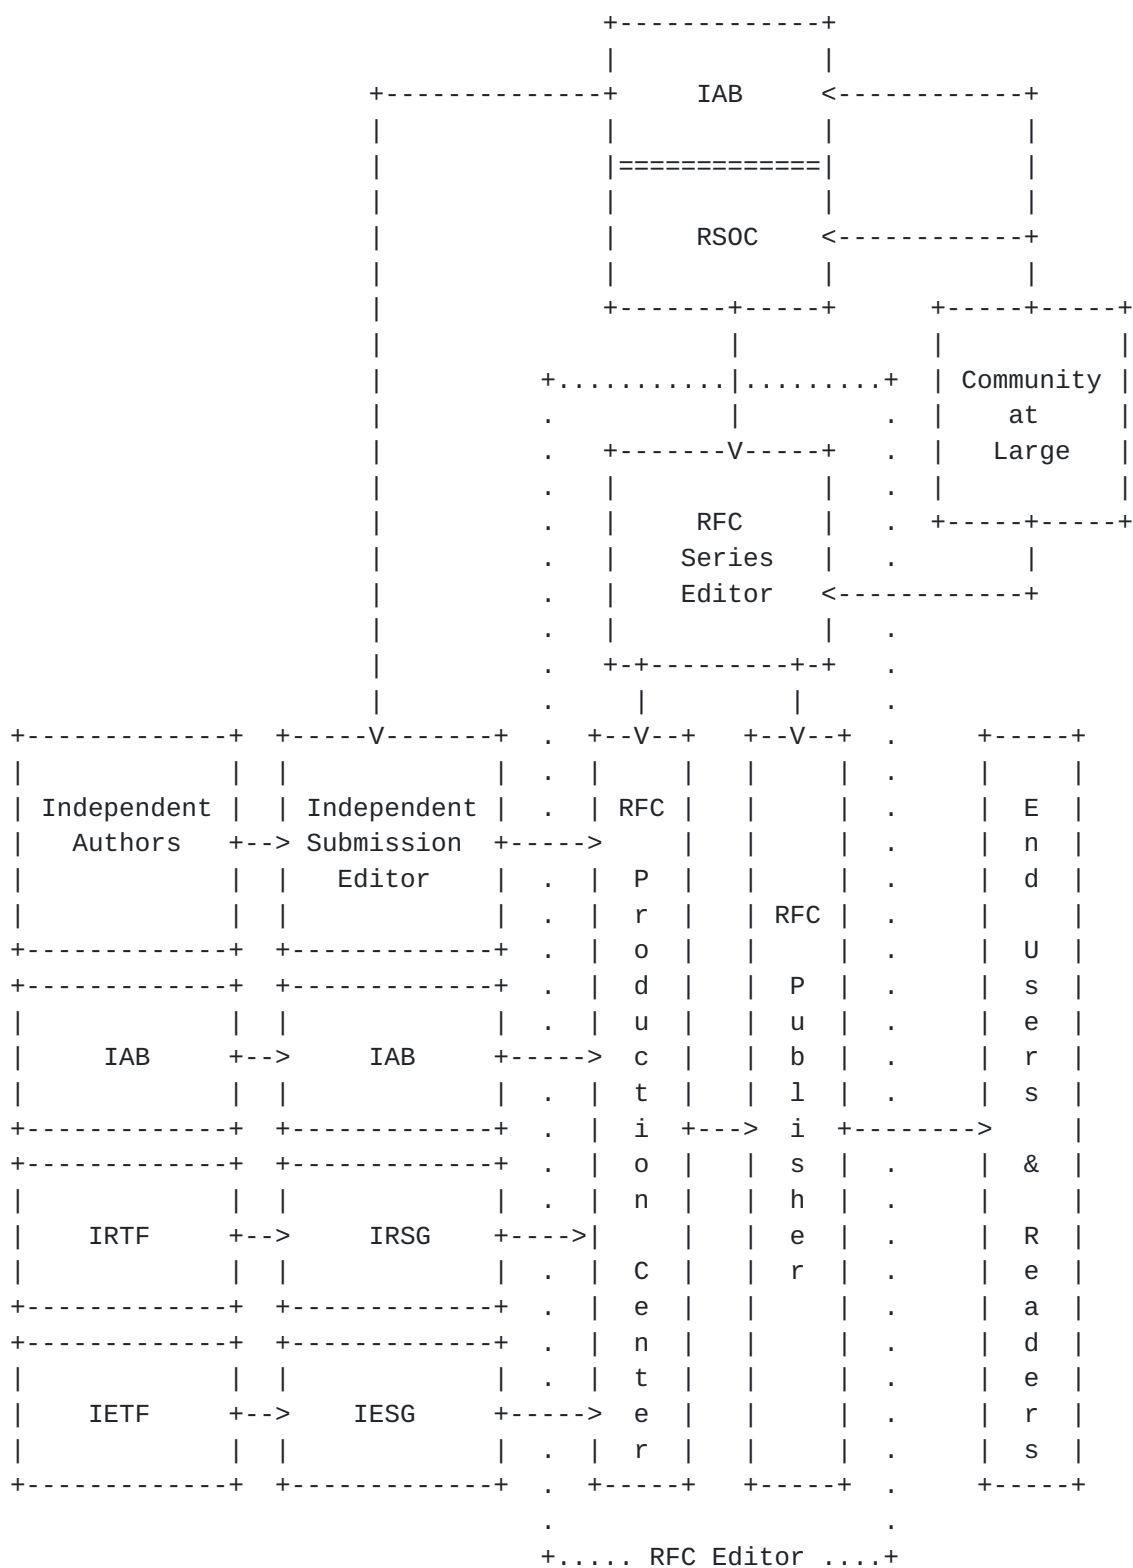 IAB
RSOC
Community
at
Large
RFC
Series
Editor
Independent
Authors
Independent
Submission
Editor
IAB
IAB
IRTF
IRSG
IETF
IESG
RFC
Production Center
RFC
Publisher
End Users & Readers
RFC Editor